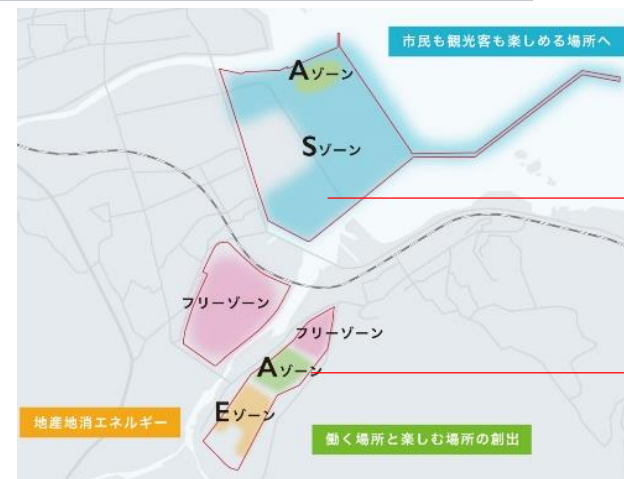 市民も観光客も楽しめる場所へ
Aゾーン
Sゾーン
フリーゾーン
フリーゾーン
Aゾーン
Eゾーン
地産地消エネルギー
働く場所と楽しむ場所の創出